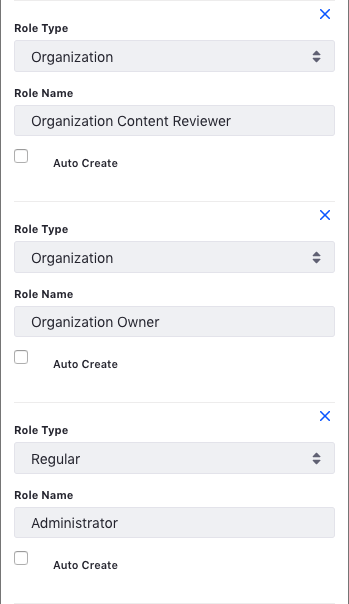 Role Type
Organization
Role Name
Organization Content Reviewer
Auto Create
Role Type
Organization
Role Name
Organization Owner
Auto Create
Role Type
Regular
Role Name
Administrator
Auto Create